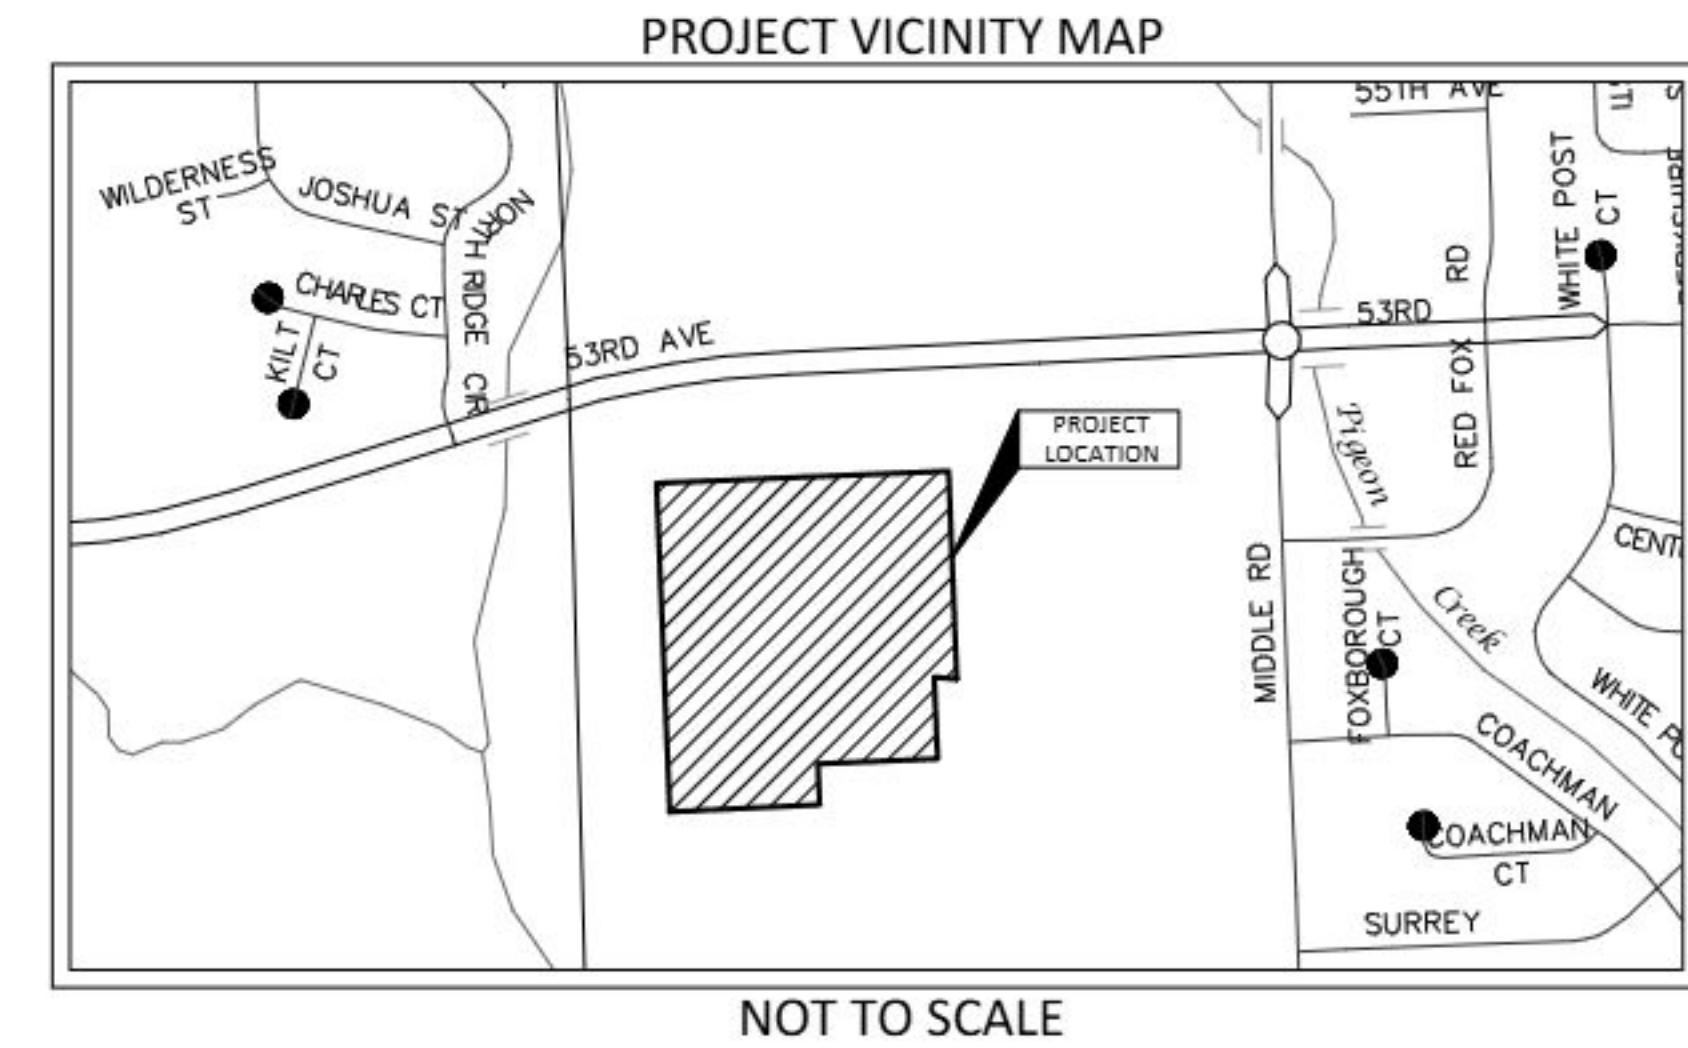 PROJECT VICINITY MAP
55TH AVE
WILDERNESS
ST
JOSHUA ST
NORTH RIDGE CIR
CHARLES CT
KILT
CT
53RD AVE
53RD
WHITE POST
CT
RED FOX RD
PROJECT
LOCATION
Pigeon
Creek
MIDDLE RD
FOXBOROUGH
CT
COACHMAN
COACHMAN
CT
SURREY
WHITE
NOT TO SCALE